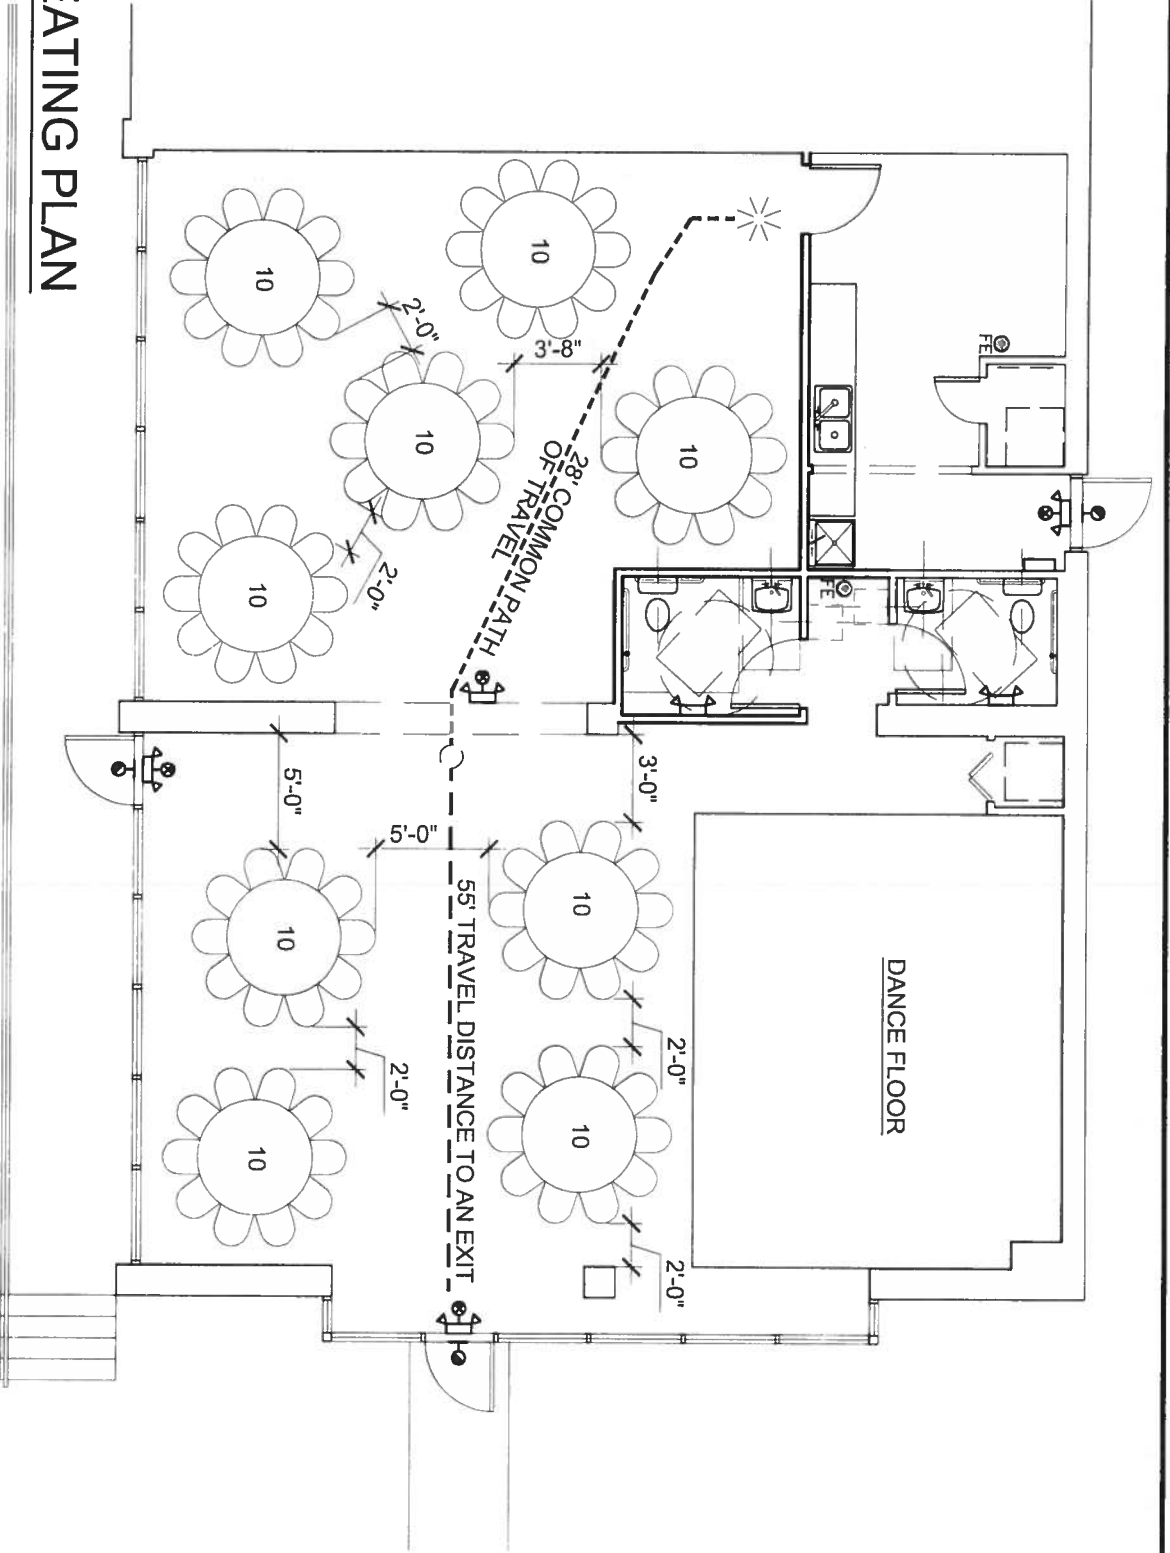 FE
DANCE FLOOR
FE
10
2'-0"
2'-0"
3'-0"
10
10
3'-8"
28' COMMON PATH
OF TRAVEL
10
55' TRAVEL DISTANCE TO AN EXIT
10
2'-0"
5'-0"
2'-0"
2'-0"
5'-0"
10
10
10
10
EATING PLAN